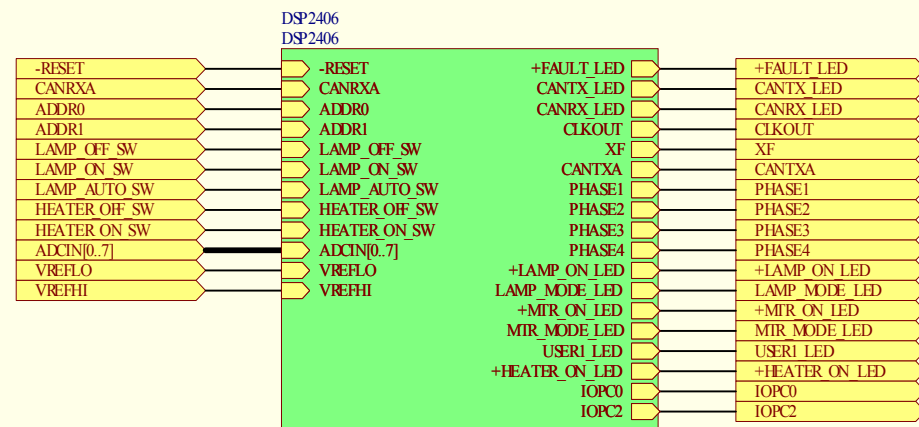 DSP2406
DSP2406
-RESET -RESET +FAULT_LED +FAULT_LED
CANRXA CANRXA CANTX_LED CANTX_LED
ADDR0 ADDR0 CANRX_LED CANRX_LED
ADDR1 ADDR1 CLKOUT CLKOUT
LAMP_OFF_SW LAMP_OFF_SW XF XF
LAMP_ON_SW LAMP_ON_SW CANTXA CANTXA
LAMP_AUTO_SW LAMP_AUTO_SW PHASE1 PHASE1
HEATER_OFF_SW HEATER_OFF_SW PHASE2 PHASE2
HEATER_ON_SW HEATER_ON_SW PHASE3 PHASE3
ADCIN[0..7] ADCIN[0..7] PHASE4 PHASE4
VREFLO VREFLO +LAMP_ON_LED +LAMP_ON_LED
VREFHI VREFHI LAMP_MODE_LED LAMP_MODE_LED
+MTR_ON_LED +MTR_ON_LED
MTR_MODE_LED MTR_MODE_LED
USER1_LED USER1_LED
+HEATER_ON_LED +HEATER_ON_LED
IOPC0 IOPC0
IOPC2 IOPC2